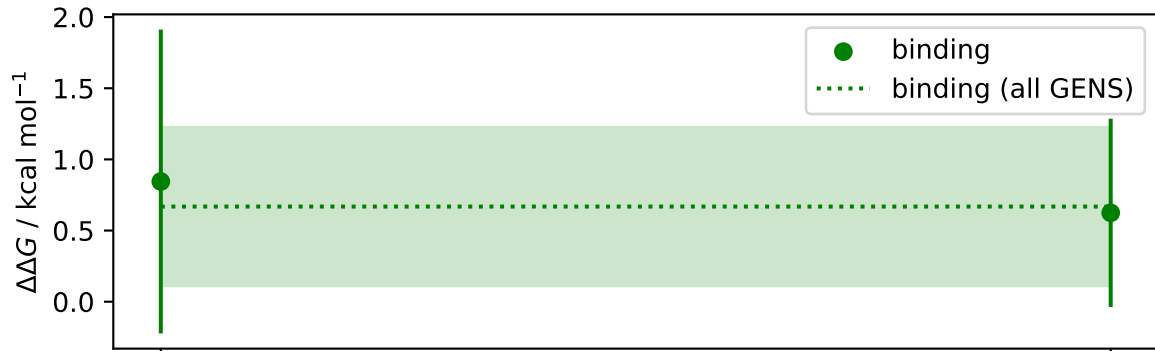 2.0
1.5
1.0
0.5
0.0
ΔΔG / kcal mol⁻¹
binding
binding (all GENS)